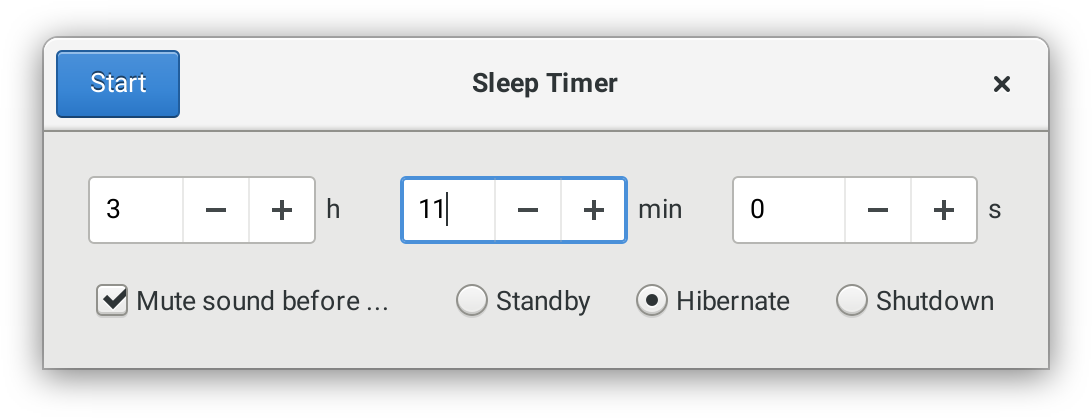 Start Sleep Timer
3 h 11 min 0 s
Mute sound before ... Standby Hibernate Shutdown